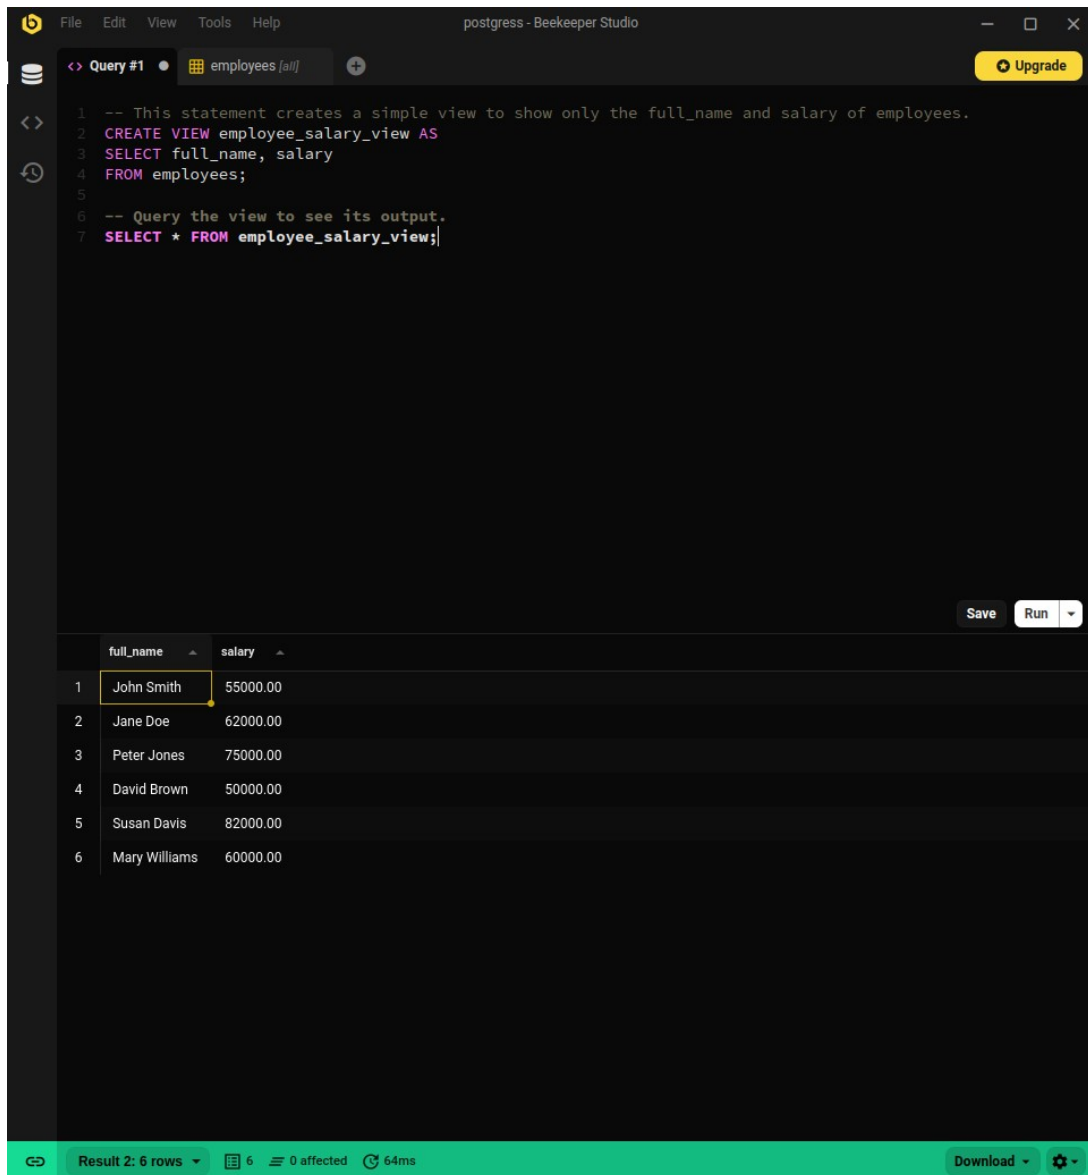 File Edit View Tools Help postgress - Beekeeper Studio
Query #1 employees [all] Upgrade
1 -- This statement creates a simple view to show only the full_name and salary of employees.
2 CREATE VIEW employee_salary_view AS
3 SELECT full_name, salary
4 FROM employees;
5
6 -- Query the view to see its output.
7 SELECT * FROM employee_salary_view;
Save Run
full_name salary
1 John Smith 55000.00
2 Jane Doe 62000.00
3 Peter Jones 75000.00
4 David Brown 50000.00
5 Susan Davis 82000.00
6 Mary Williams 60000.00
Result 2: 6 rows 6 0 affected 64ms Download